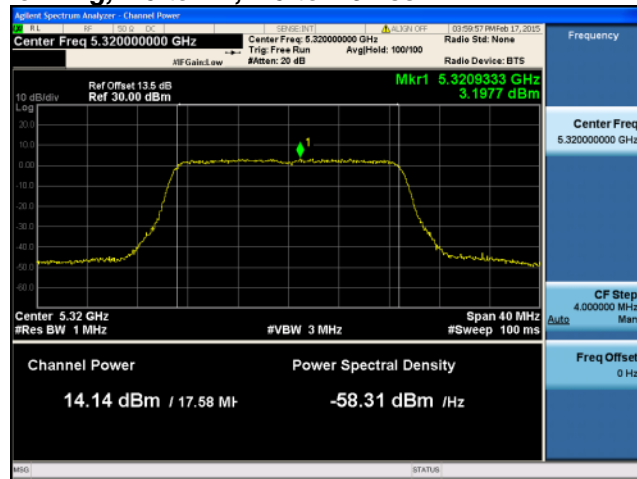 Agilent Spectrum Analyzer - Channel Power
RL RF 50 Ω DC SENSE:INT ALIGN OFF 03:59:57 PM Feb 17, 2015
Center Freq 5.320000000 GHz Center Freq: 5.320000000 GHz Radio Std: None Frequency
Trig: Free Run Avg|Hold: 100/100
#IFGain:Low #Atten: 20 dB Radio Device: BTS
Ref Offset 13.5 dB Mkr1 5.3209333 GHz
10 dB/div Ref 30.00 dBm 3.1977 dBm
Log
20.0
10.0
0.00
-10.0
-20.0
-30.0
-40.0
-50.0
-60.0
1
Center Freq
5.320000000 GHz
Center 5.32 GHz Span 40 MHz
#Res BW 1 MHz #VBW 3 MHz #Sweep 100 ms
CF Step
4.000000 MHz
Auto Man
Channel Power Power Spectral Density
14.14 dBm / 17.58 MH -58.31 dBm /Hz
Freq Offset
0 Hz
MSG STATUS